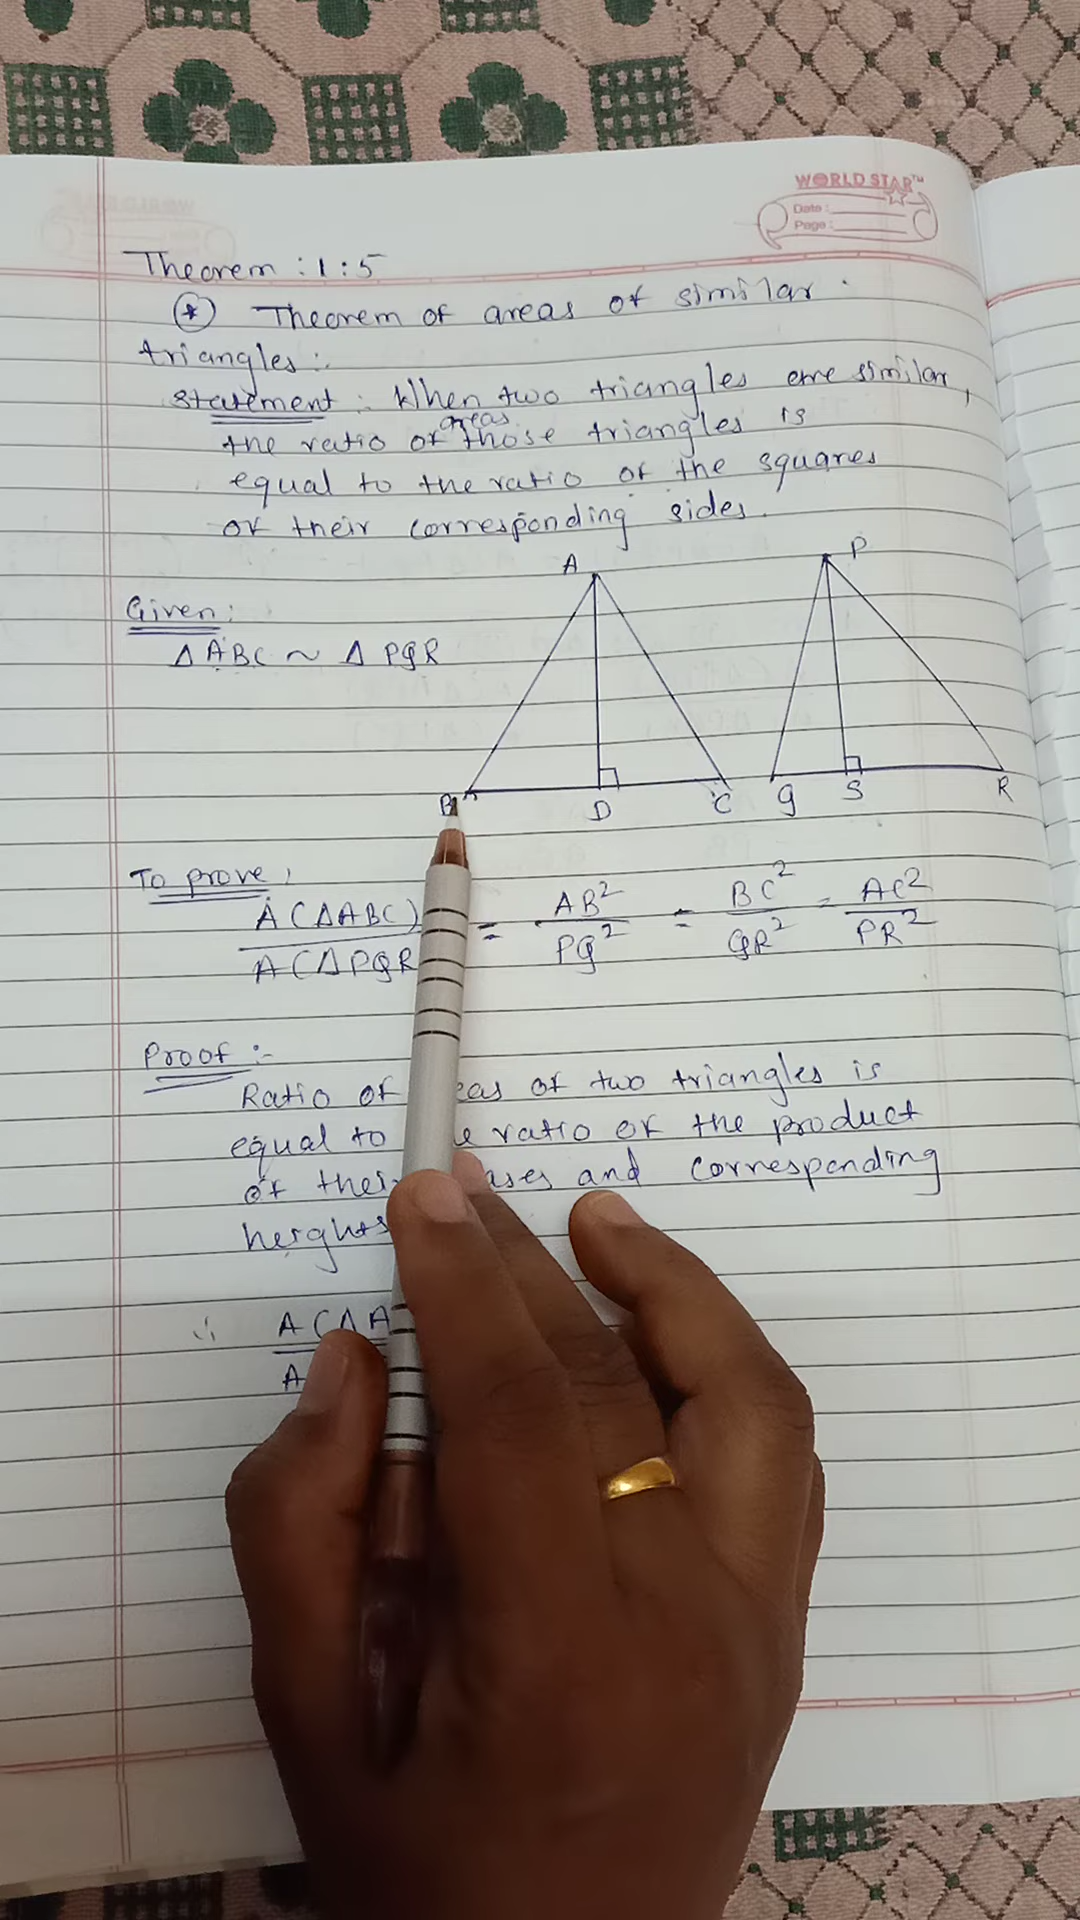 WORLD STAR™
Date :
Page :
Theorem : 1 : 5
* Theorem of areas of similar
triangles :-
Statement : When two triangles are similar,
areas
the ratio of those triangles is
equal to the ratio of the squares
of their corresponding sides.
A P
Given :
Δ ABC ~ Δ PQR
B D C Q S R
To prove :
A(ΔABC) = AB² = BC² = AC²
A(ΔPQR PQ² QR² PR²
Proof :-
Ratio of eas of two triangles is
equal to e ratio of the product
of their ases and corresponding
heights
∴ A(ΔA
A